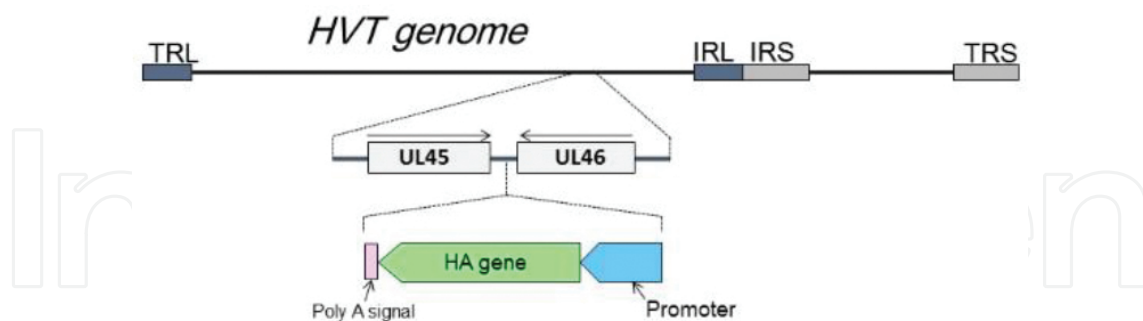 HVT genome
TRL
IRL IRS
TRS
UL45
UL46
HA gene
Poly A signal
Promoter